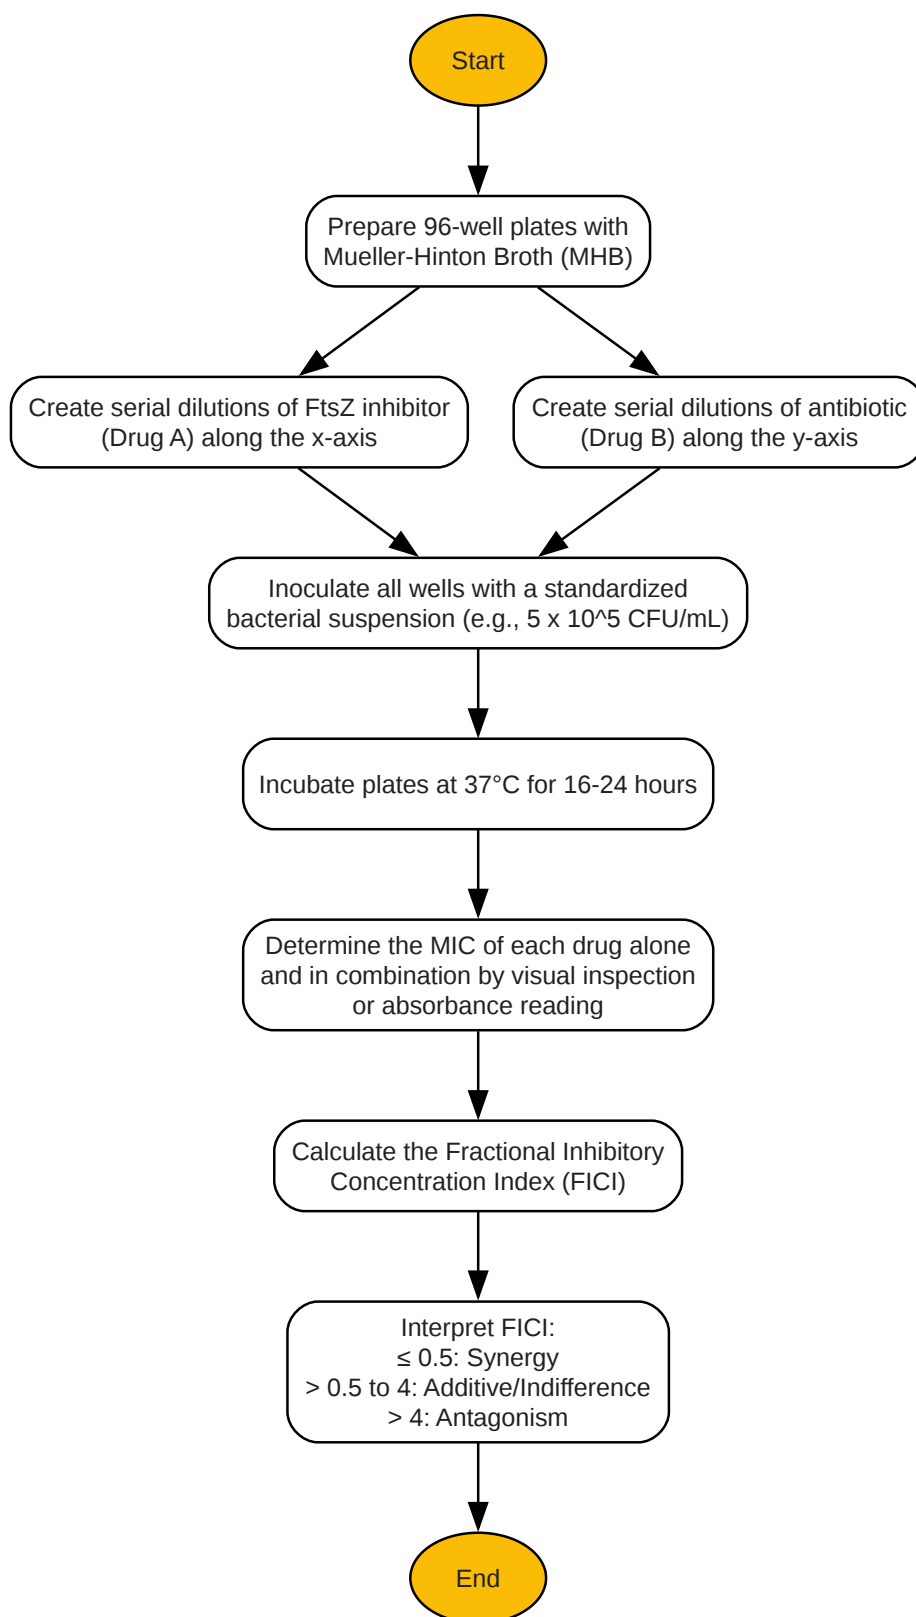 Start
Prepare 96-well plates with
Mueller-Hinton Broth (MHB)
Create serial dilutions of FtsZ inhibitor
(Drug A) along the x-axis
Create serial dilutions of antibiotic
(Drug B) along the y-axis
Inoculate all wells with a standardized
bacterial suspension (e.g., 5 x 10^5 CFU/mL)
Incubate plates at 37°C for 16-24 hours
Determine the MIC of each drug alone
and in combination by visual inspection
or absorbance reading
Calculate the Fractional Inhibitory
Concentration Index (FICI)
Interpret FICI:
≤ 0.5: Synergy
> 0.5 to 4: Additive/Indifference
> 4: Antagonism
End